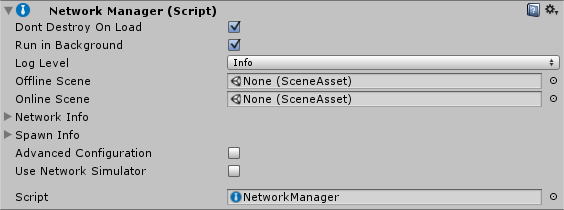 Network Manager (Script)
Dont Destroy On Load
Run in Background
Log Level Info
Offline Scene None (SceneAsset)
Online Scene None (SceneAsset)
Network Info
Spawn Info
Advanced Configuration
Use Network Simulator
Script NetworkManager